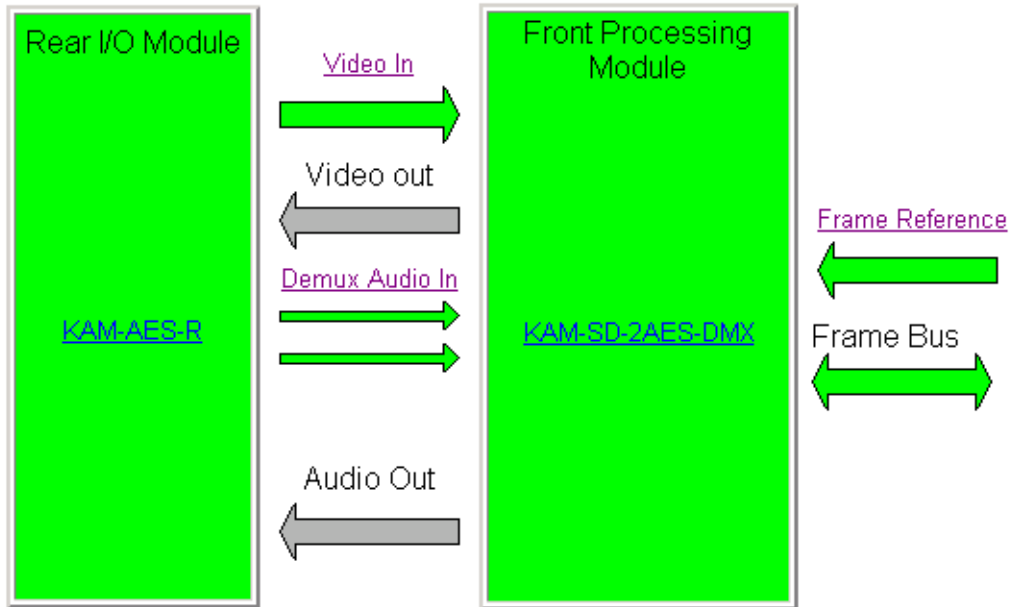 Rear I/O Module
Front Processing
Module
Video In
Video out
Frame Reference
Demux Audio In
KAM-AES-R
KAM-SD-2AES-DMX
Frame Bus
Audio Out